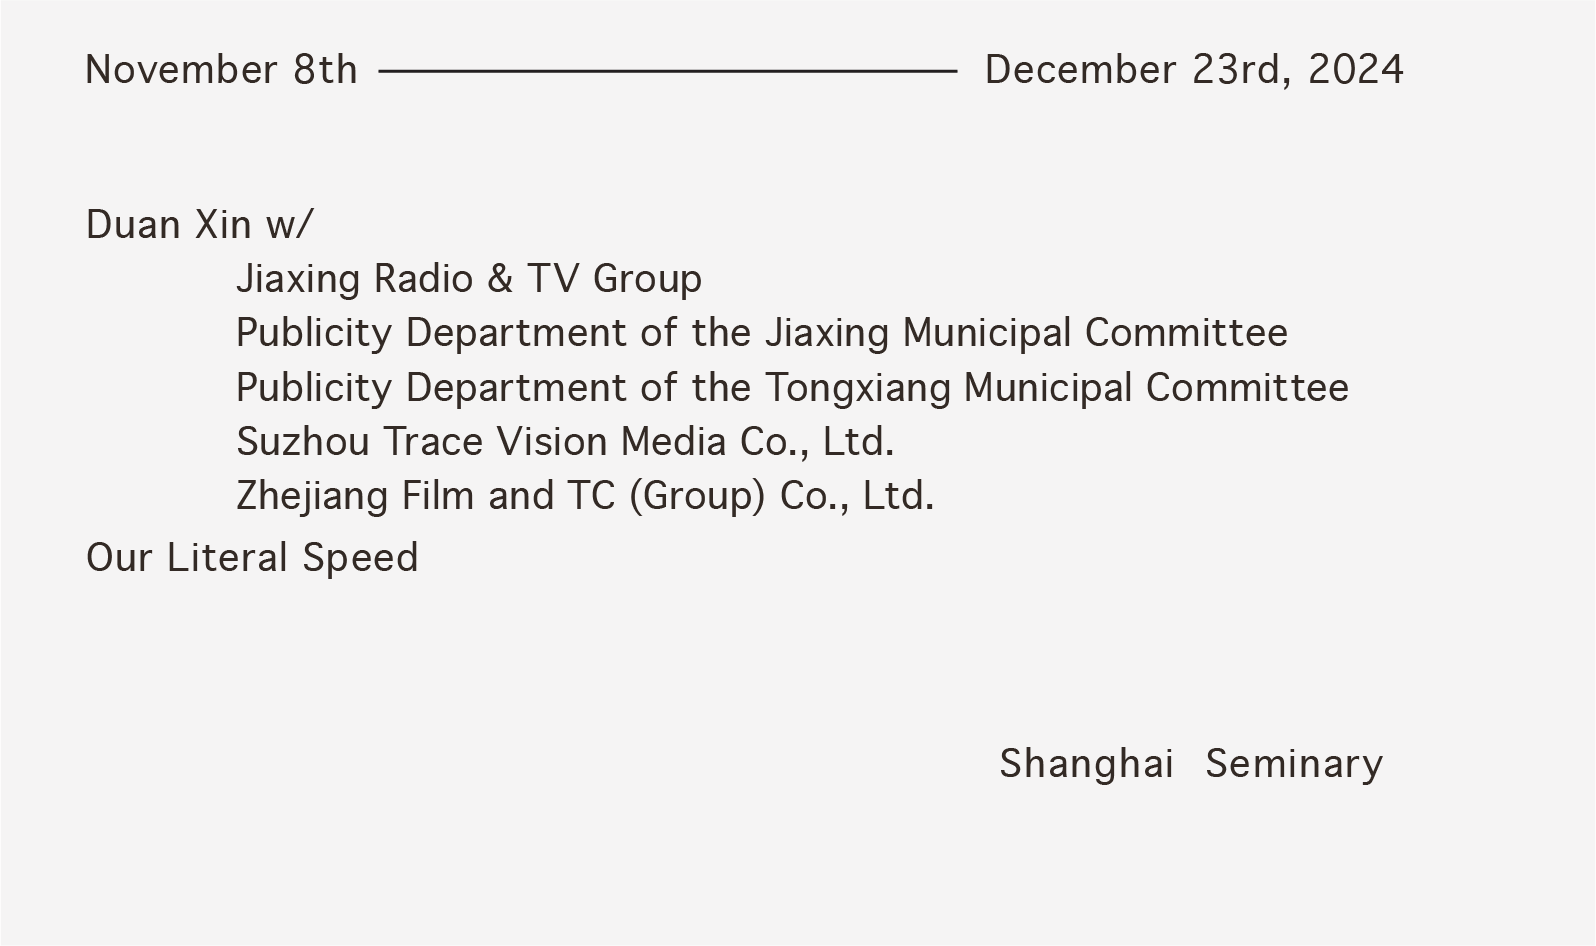 November 8th — December 23rd, 2024
Duan Xin w/
Jiaxing Radio & TV Group
Publicity Department of the Jiaxing Municipal Committee
Publicity Department of the Tongxiang Municipal Committee
Suzhou Trace Vision Media Co., Ltd.
Zhejiang Film and TC (Group) Co., Ltd.
Our Literal Speed
Shanghai Seminary